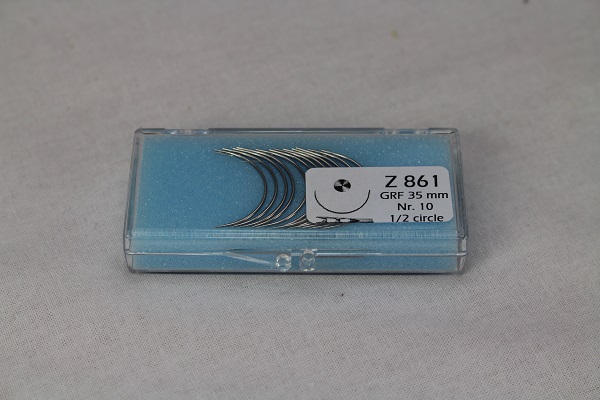 Z 861
GRF 35 mm
Nr. 10
1/2 circle